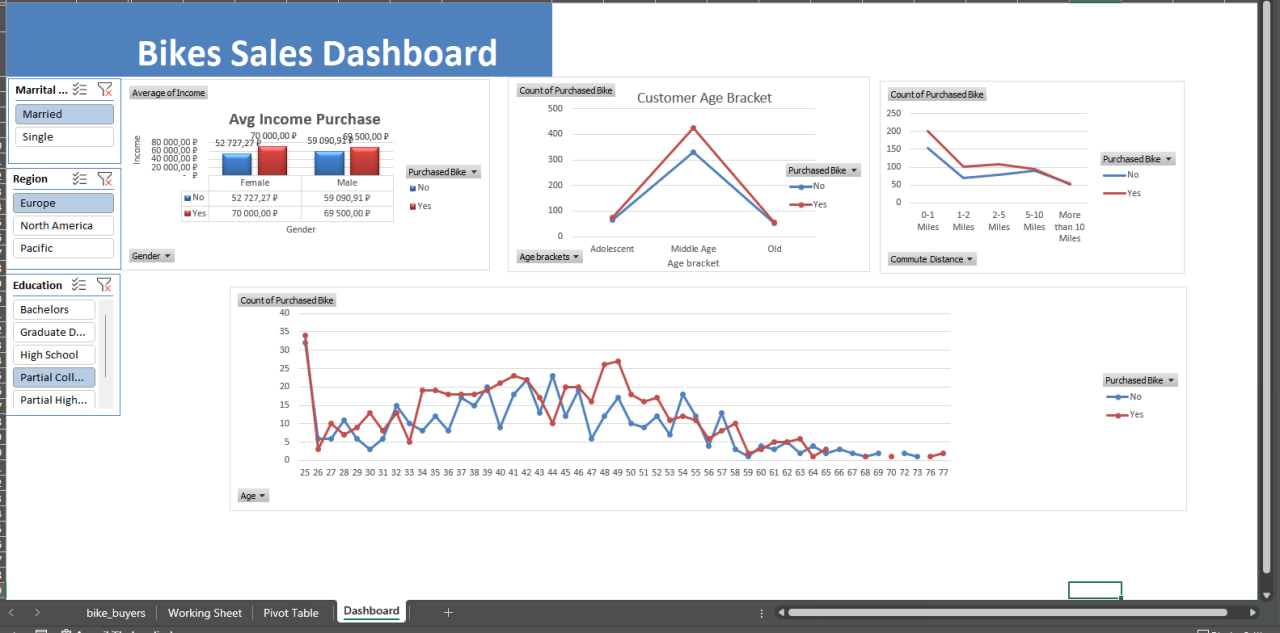 Bikes Sales Dashboard
Marrital ...
Married
Single
Region
Europe
North America
Pacific
Education
Bachelors
Graduate D...
High School
Partial Coll...
Partial High...
Average of Income
Avg Income Purchase
Income
80 000,00 ₽
60 000,00 ₽
40 000,00 ₽
20 000,00 ₽
- ₽
52 727,27 ₽
70 000,00 ₽
59 090,91 ₽
69 500,00 ₽
Female Male
No 52 727,27 ₽ 59 090,91 ₽
Yes 70 000,00 ₽ 69 500,00 ₽
Gender
Purchased Bike
No
Yes
Gender
Count of Purchased Bike
Customer Age Bracket
500
400
300
200
100
0
Adolescent Middle Age Old
Age bracket
Purchased Bike
No
Yes
Age brackets
Count of Purchased Bike
250
200
150
100
50
0
0-1 Miles
1-2 Miles
2-5 Miles
5-10 Miles
More than 10 Miles
Purchased Bike
No
Yes
Commute Distance
Count of Purchased Bike
40
35
30
25
20
15
10
5
0
25 26 27 28 29 30 31 32 33 34 35 36 37 38 39 40 41 42 43 44 45 46 47 48 49 50 51 52 53 54 55 56 57 58 59 60 61 62 63 64 65 66 67 68 69 70 72 73 76 77
Purchased Bike
No
Yes
Age
bike_buyers Working Sheet Pivot Table Dashboard